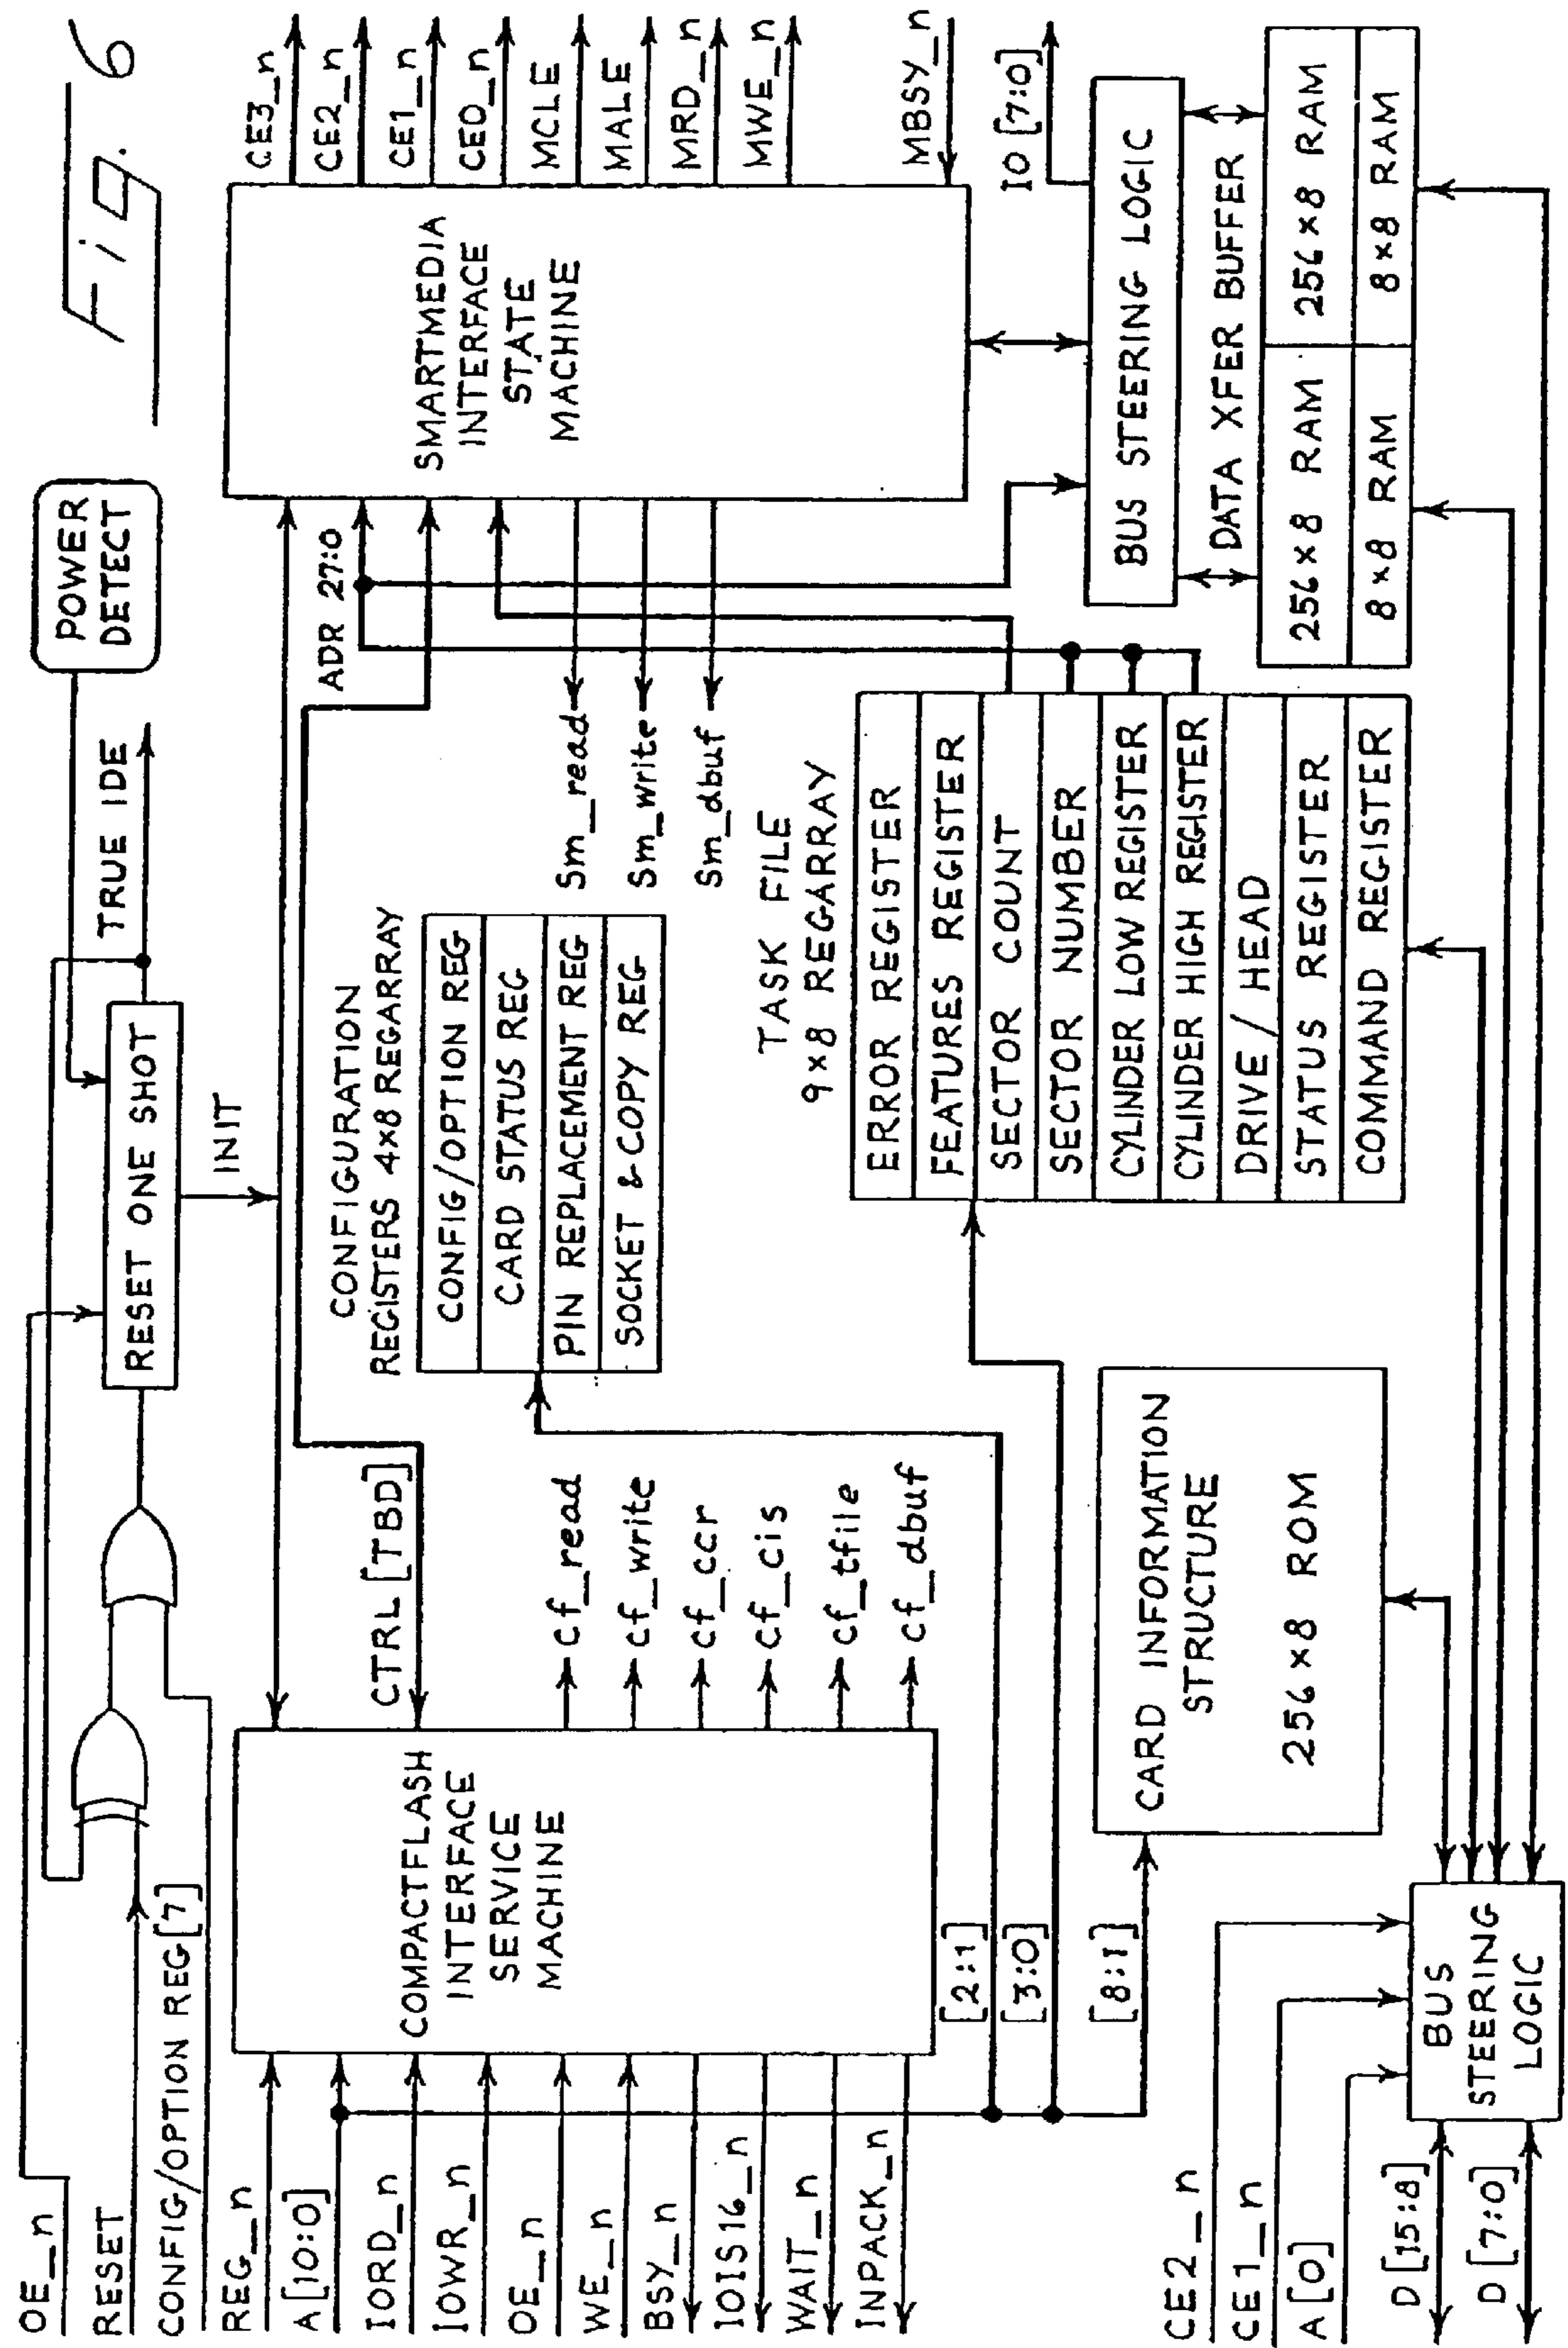 Fig. 6
OE_n
RESET
CONFIG/OPTION REG[7]
RESET ONE SHOT
TRUE IDE
POWER
DETECT
INIT
REG_n
A[10:0]
IORD_n
IOWR_n
OE_n
WE_n
BSY_n
IOIS16_n
WAIT_n
INPACK_n
COMPACTFLASH
INTERFACE
SERVICE
MACHINE
CTRL[TBD]
cf_read
cf_write
cf_ccr
cf_cis
cf_tfile
cf_dbuf
[2:1]
[3:0]
[8:1]
CONFIGURATION
REGISTERS 4x8 REGARRAY
CONFIG/OPTION REG
CARD STATUS REG
PIN REPLACEMENT REG
SOCKET & COPY REG
ADR 27:0
Sm_read
Sm_write
Sm_dbuf
SMARTMEDIA
INTERFACE
STATE
MACHINE
CE3_n
CE2_n
CE1_n
CE0_n
MCLE
MALE
MRD_n
MWE_n
MBSY_n
IO[7:0]
TASK FILE
9x8 REGARRAY
ERROR REGISTER
FEATURES REGISTER
SECTOR COUNT
SECTOR NUMBER
CYLINDER LOW REGISTER
CYLINDER HIGH REGISTER
DRIVE/HEAD
STATUS REGISTER
COMMAND REGISTER
BUS STEERING LOGIC
DATA XFER BUFFER
256x8 RAM
256x8 RAM
8x8 RAM
8x8 RAM
CARD INFORMATION
STRUCTURE
256x8 ROM
CE2_n
CE1_n
A[0]
D[15:8]
D[7:0]
BUS
STEERING
LOGIC